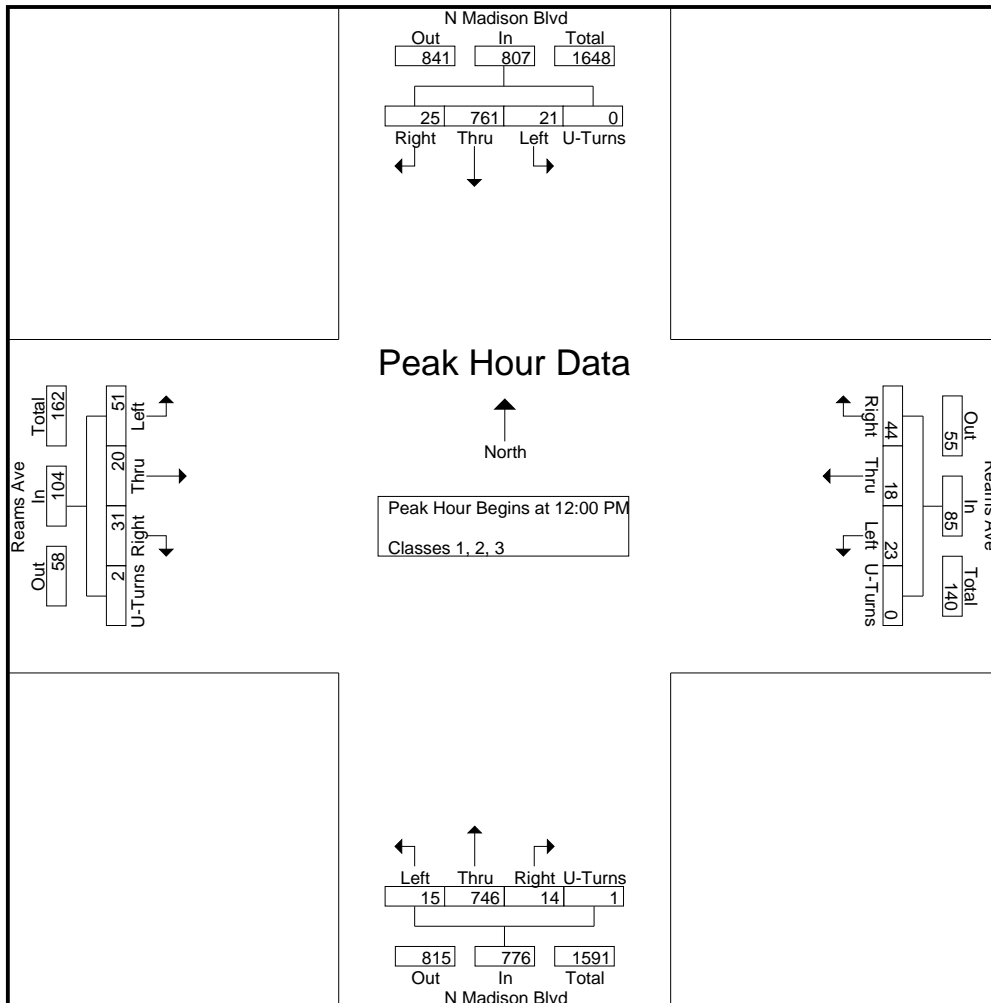 N Madison Blvd
Out In Total
841 807 1648
25 761 21 0
Right Thru Left U-Turns
Peak Hour Data
North
Peak Hour Begins at 12:00 PM
Classes 1, 2, 3
Reams Ave
Total In Out
162 104 58
51 20 31 2
Left Thru Right U-Turns
Reams Ave
Out In Total
55 85 140
44 18 23 0
Right Thru Left U-Turns
Left Thru Right U-Turns
15 746 14 1
815 776 1591
Out In Total
N Madison Blvd